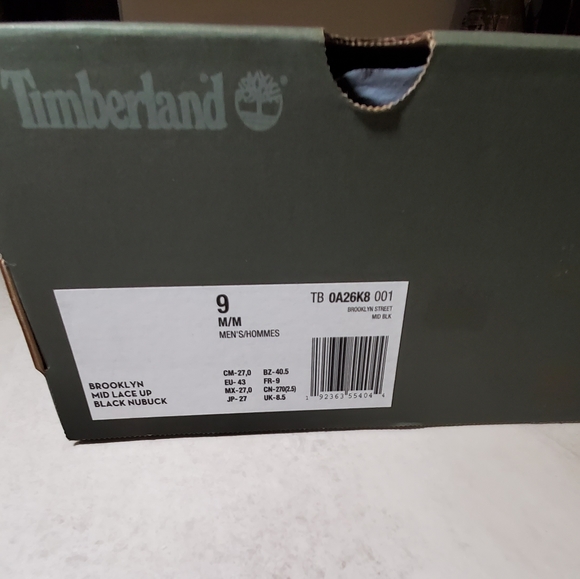 Timberland
9
M/M
MEN'S/HOMMES
TB 0A26K8 001
BROOKLYN STREET
MID BLK
CM-27,0 BZ-40.5
EU- 43 FR-9
MX-27,0 CN-270(2.5)
JP- 27 UK-8.5
1 92363 55404 4
BROOKLYN
MID LACE UP
BLACK NUBUCK